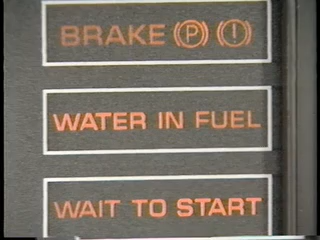 BRAKE (P) (!)
WATER IN FUEL
WAIT TO START